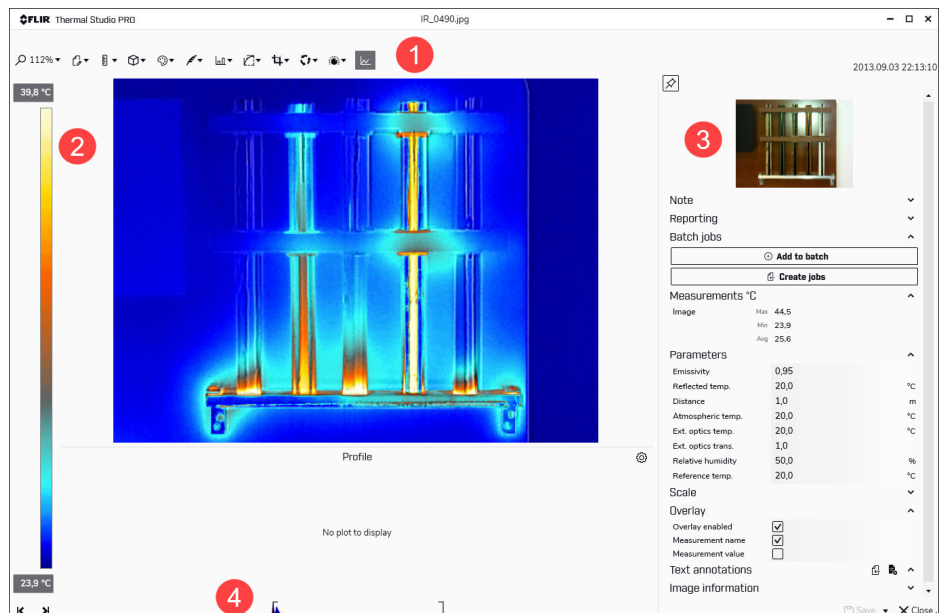 FLIR Thermal Studio PRO
IR_0490.jpg
112%
1
2013.09.03 22:13:10
39,8 °C
2
3
Note
Reporting
Batch jobs
Add to batch
Create jobs
Measurements °C
Image Max 44,5
Min 23,9
Avg 25,6
Parameters
Emissivity 0,95
Reflected temp. 20,0 °C
Distance 1,0 m
Atmospheric temp. 20,0 °C
Ext. optics temp. 20,0 °C
Ext. optics trans. 1,0
Relative humidity 50,0 %
Reference temp. 20,0 °C
Scale
Overlay
Overlay enabled
Measurement name
Measurement value
Text annotations
Image information
Profile
No plot to display
23,9 °C
4
Save
Close